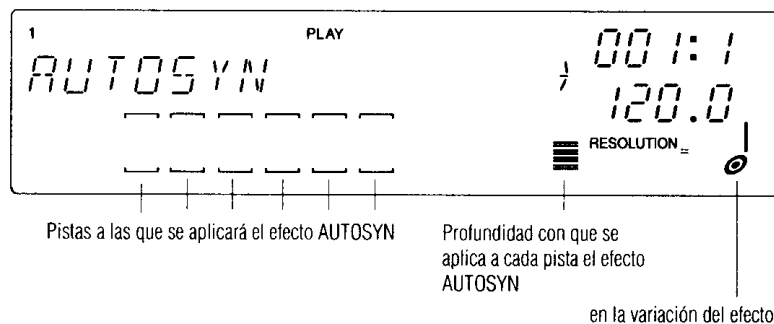 1 PLAY
AUTOSYN
001:1
120.0
RESOLUTION
Pistas a las que se aplicará el efecto AUTOSYN
Profundidad con que se
aplica a cada pista el efecto
AUTOSYN
en la variación del efecto